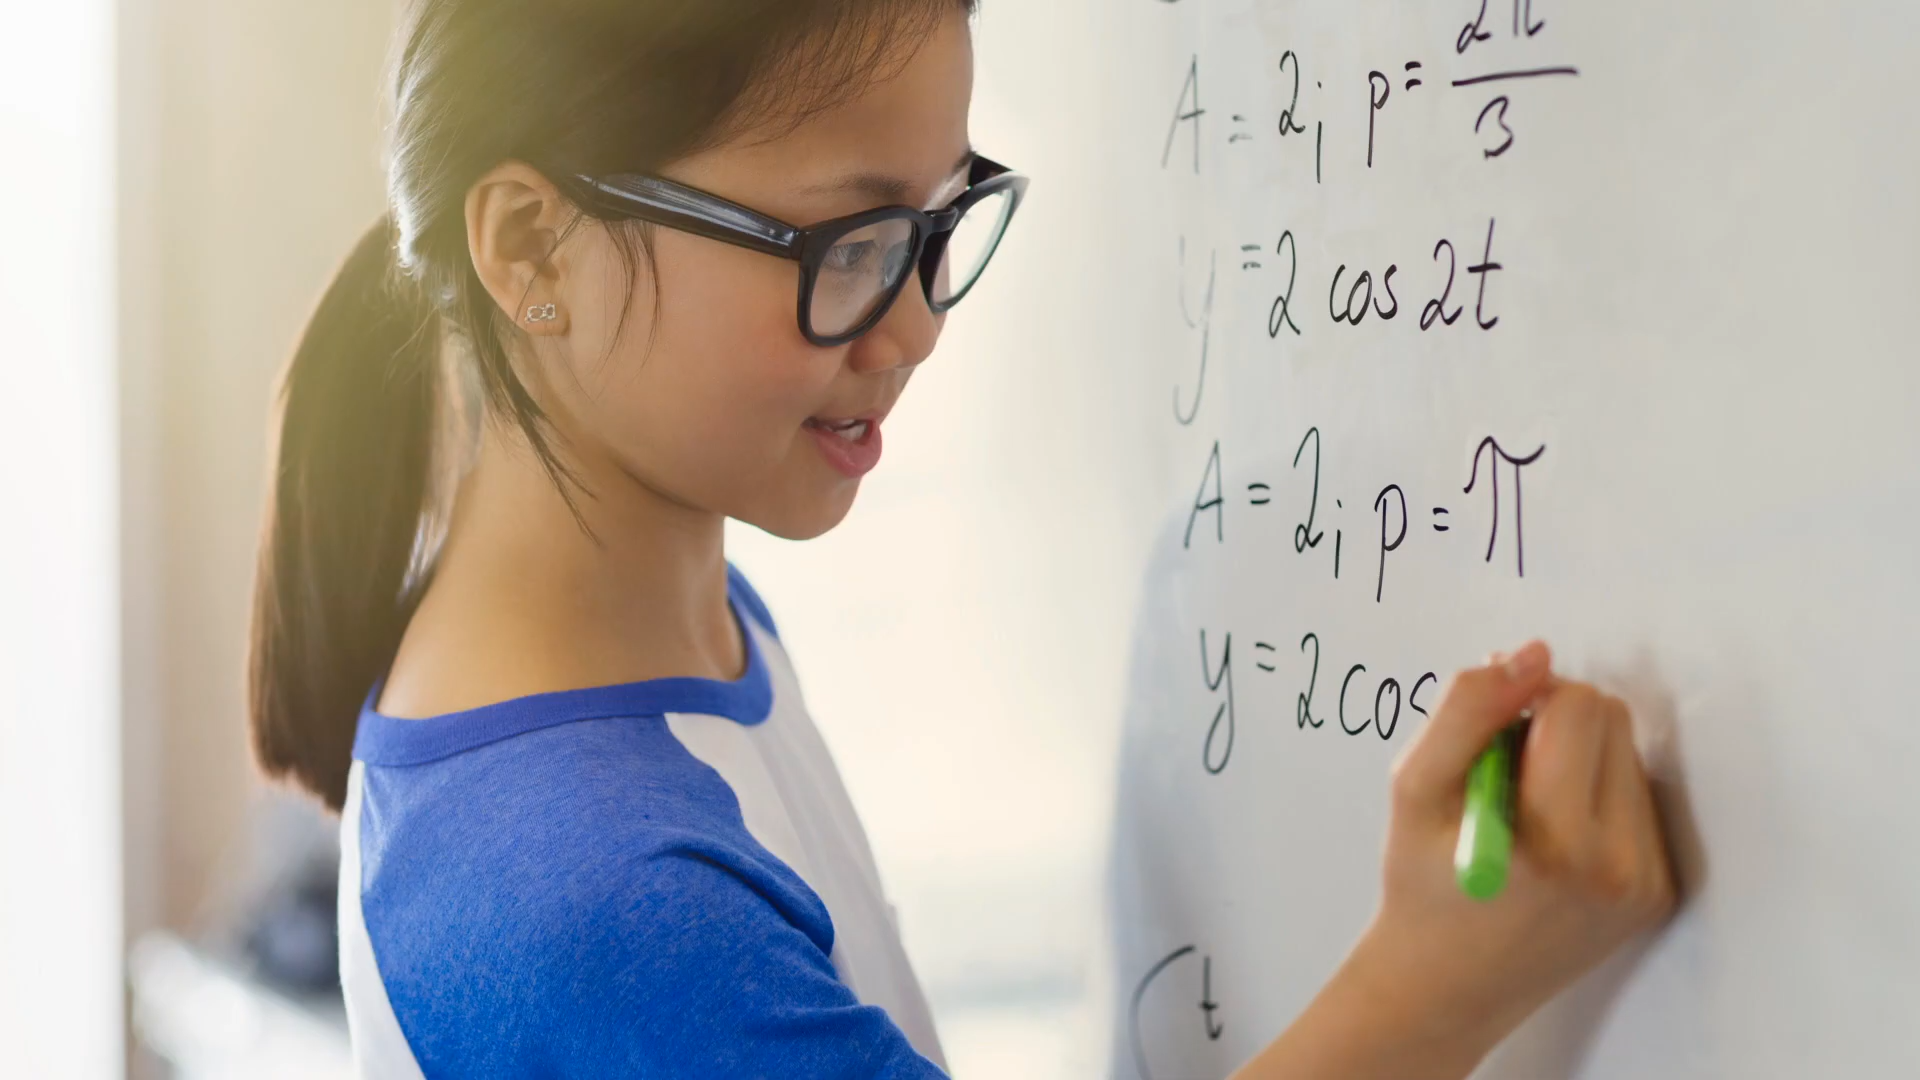 A = 2; p = 2π/3
y = 2 cos 2t
A = 2; p = π
y = 2 cos
(t